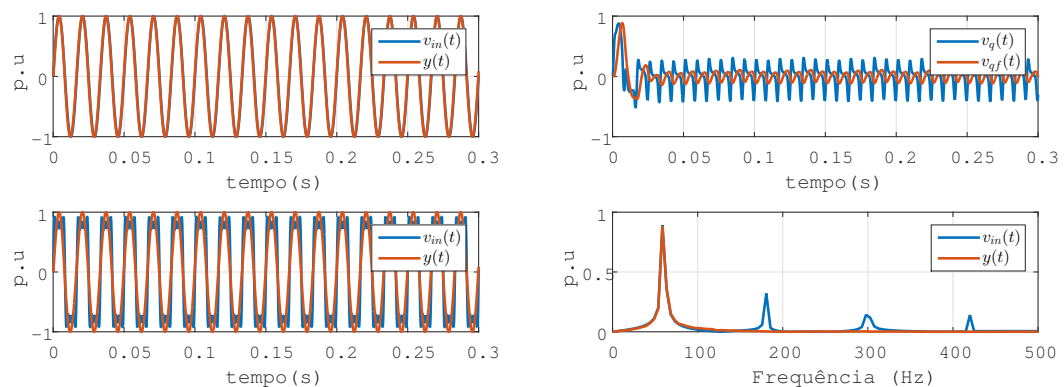 p.u
1
0
−1
v_in(t)
y(t)
0 0.05 0.1 0.15 0.2 0.25 0.3
tempo(s)
p.u
1
0
−1
v_q(t)
v_qf(t)
0 0.05 0.1 0.15 0.2 0.25 0.3
tempo(s)
p.u
1
0
−1
v_in(t)
y(t)
0 0.05 0.1 0.15 0.2 0.25 0.3
tempo(s)
p.u
1
0.5
0
v_in(t)
y(t)
0 100 200 300 400 500
Frequência (Hz)